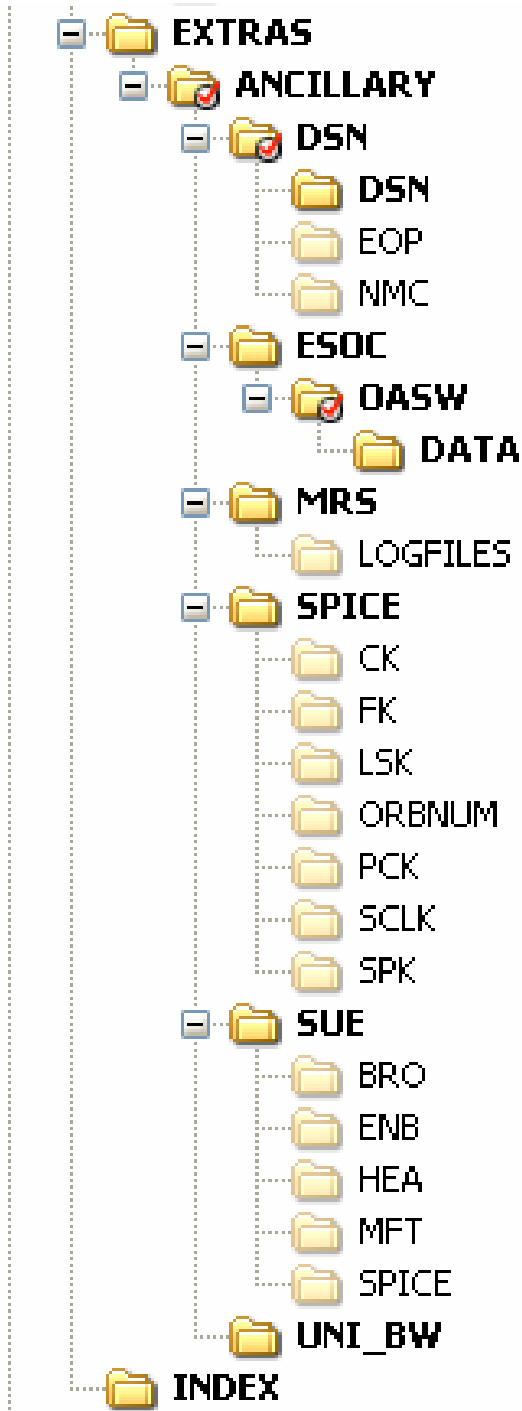 EXTRAS
ANCILLARY
DSN
DSN
EOP
NMC
ESOC
OASW
DATA
MRS
LOGFILES
SPICE
CK
FK
LSK
ORBNUM
PCK
SCLK
SPK
SUE
BRO
ENB
HEA
MFT
SPICE
UNI_BW
INDEX